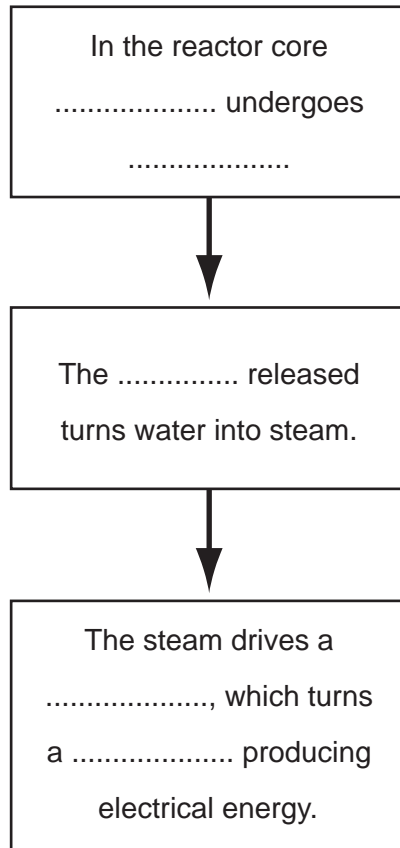 In the reactor core
.................... undergoes
....................
The ............... released
turns water into steam.
The steam drives a
...................., which turns
a .................... producing
electrical energy.